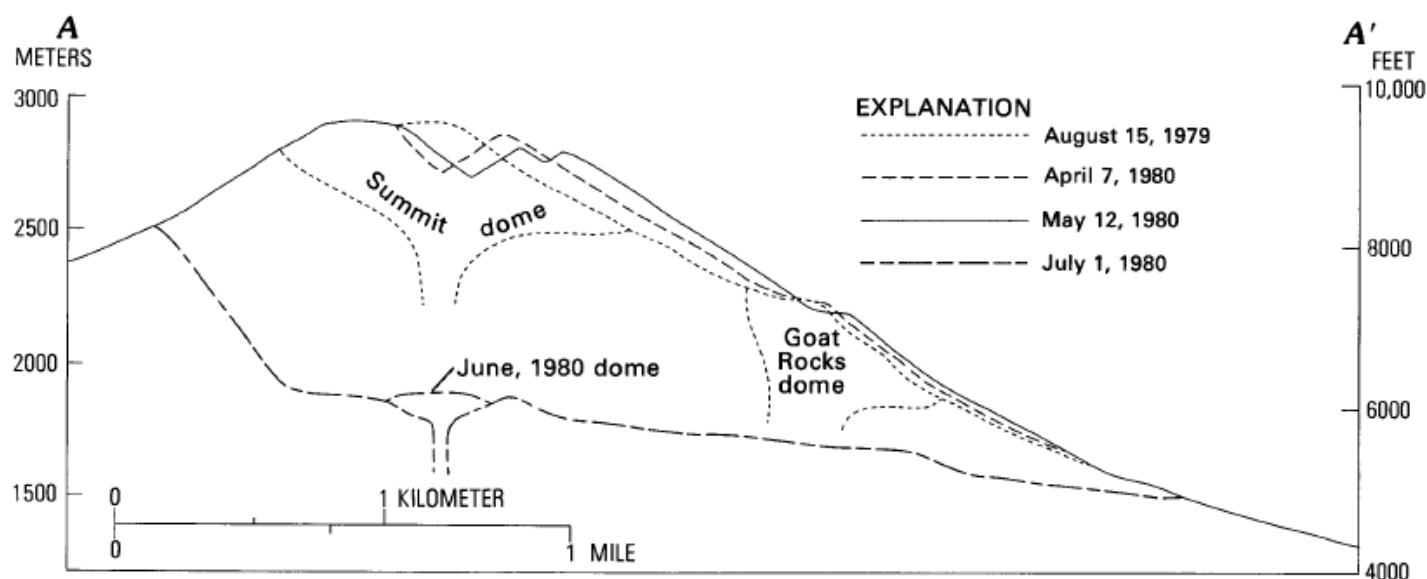 A
METERS
A′
FEET
3000
2500
2000
1500
10,000
8000
6000
4000
EXPLANATION
August 15, 1979
April 7, 1980
May 12, 1980
July 1, 1980
Summit dome
Goat
Rocks
dome
June, 1980 dome
0 1 KILOMETER
0 1 MILE